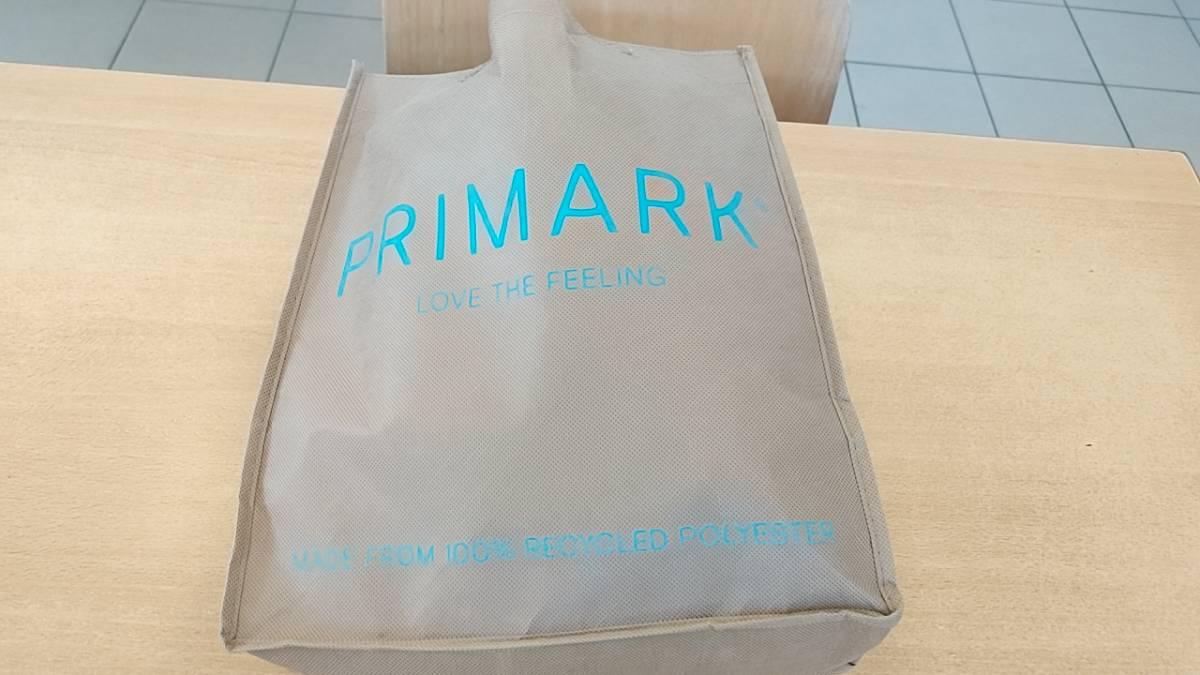 PRIMARK
LOVE THE FEELING
MADE FROM 100% RECYCLED POLYESTER